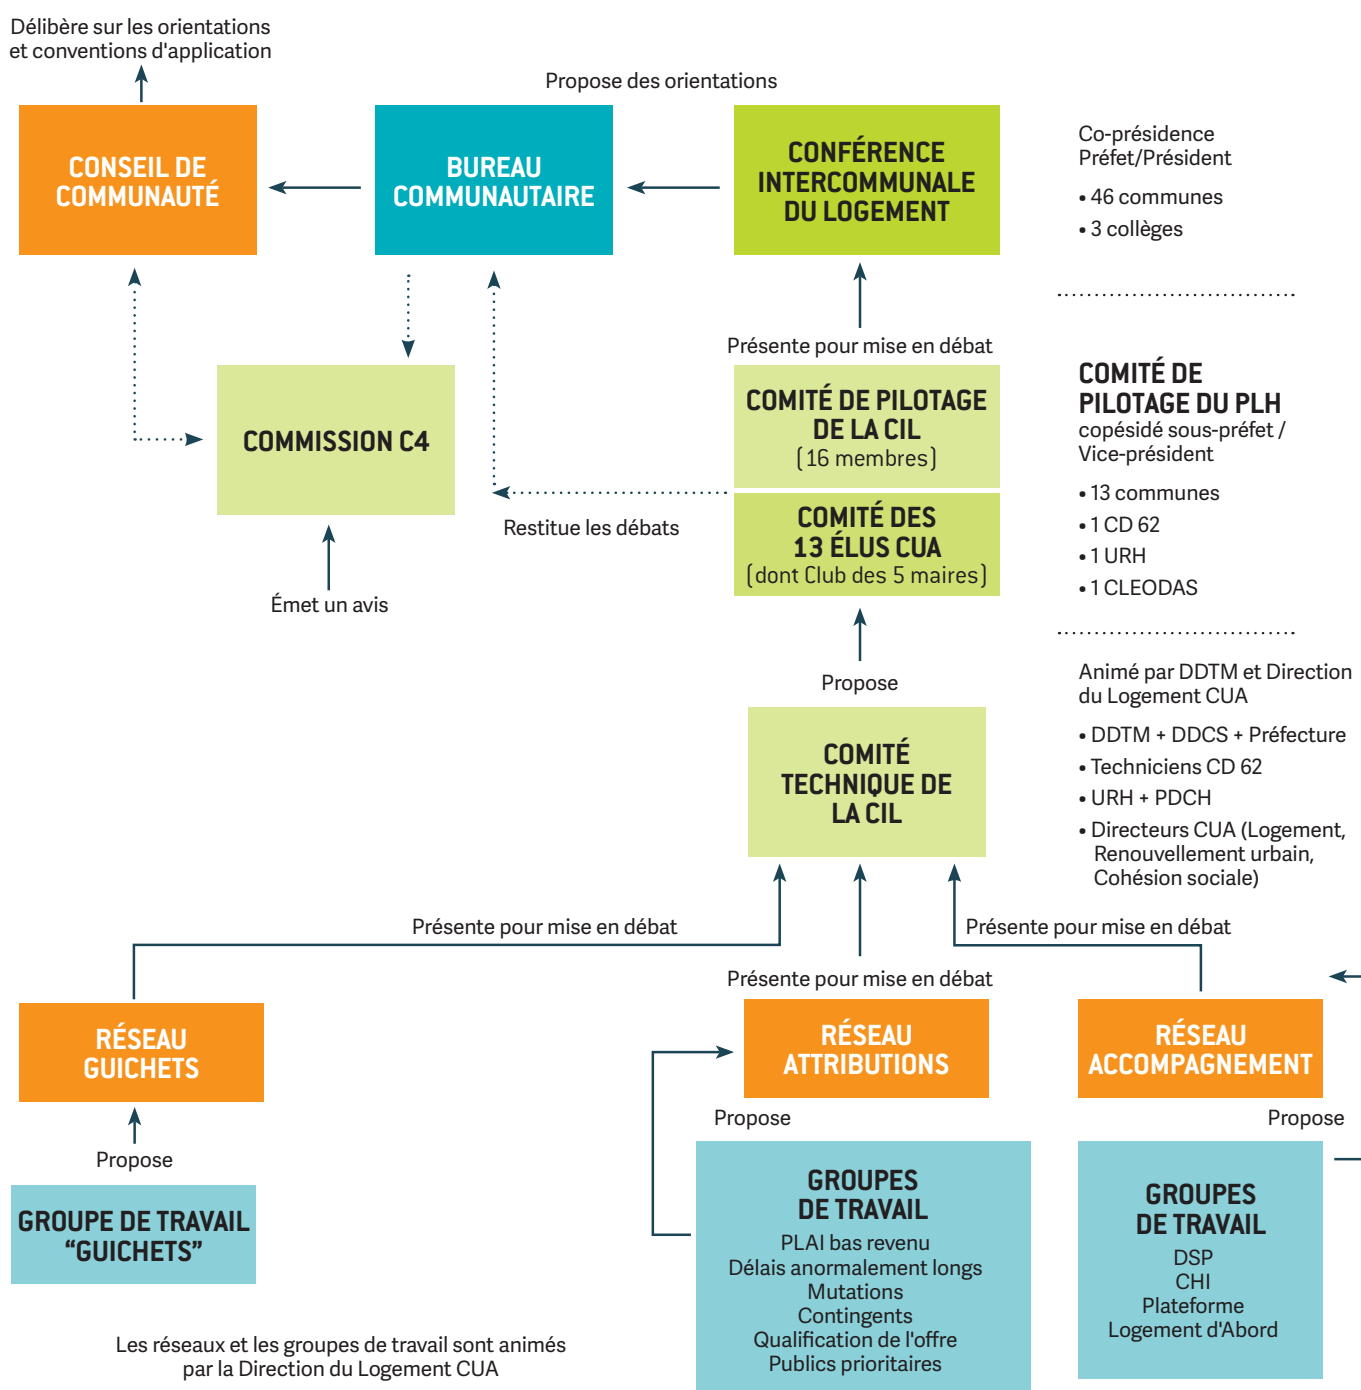 Délibère sur les orientations
et conventions d'application
Propose des orientations
CONSEIL DE
COMMUNAUTÉ
BUREAU
COMMUNAUTAIRE
CONFÉRENCE
INTERCOMMUNALE
DU LOGEMENT
Co-présidence
Préfet/Président
• 46 communes
• 3 collèges
Présente pour mise en débat
COMMISSION C4
COMITÉ DE PILOTAGE
DE LA CIL
(16 membres)
COMITÉ DES
13 ÉLUS CUA
(dont Club des 5 maires)
Restitue les débats
Émet un avis
COMITÉ DE
PILOTAGE DU PLH
copésidé sous-préfet /
Vice-président
• 13 communes
• 1 CD 62
• 1 URH
• 1 CLEODAS
Propose
COMITÉ
TECHNIQUE DE
LA CIL
Animé par DDTM et Direction
du Logement CUA
• DDTM + DDCS + Préfecture
• Techniciens CD 62
• URH + PDCH
• Directeurs CUA (Logement,
Renouvellement urbain,
Cohésion sociale)
Présente pour mise en débat
Présente pour mise en débat
Présente pour mise en débat
RÉSEAU
GUICHETS
RÉSEAU
ATTRIBUTIONS
RÉSEAU
ACCOMPAGNEMENT
Propose
Propose
Propose
GROUPE DE TRAVAIL
“GUICHETS”
GROUPES
DE TRAVAIL
PLAI bas revenu
Délais anormalement longs
Mutations
Contingents
Qualification de l'offre
Publics prioritaires
GROUPES
DE TRAVAIL
DSP
CHI
Plateforme
Logement d'Abord
Les réseaux et les groupes de travail sont animés
par la Direction du Logement CUA